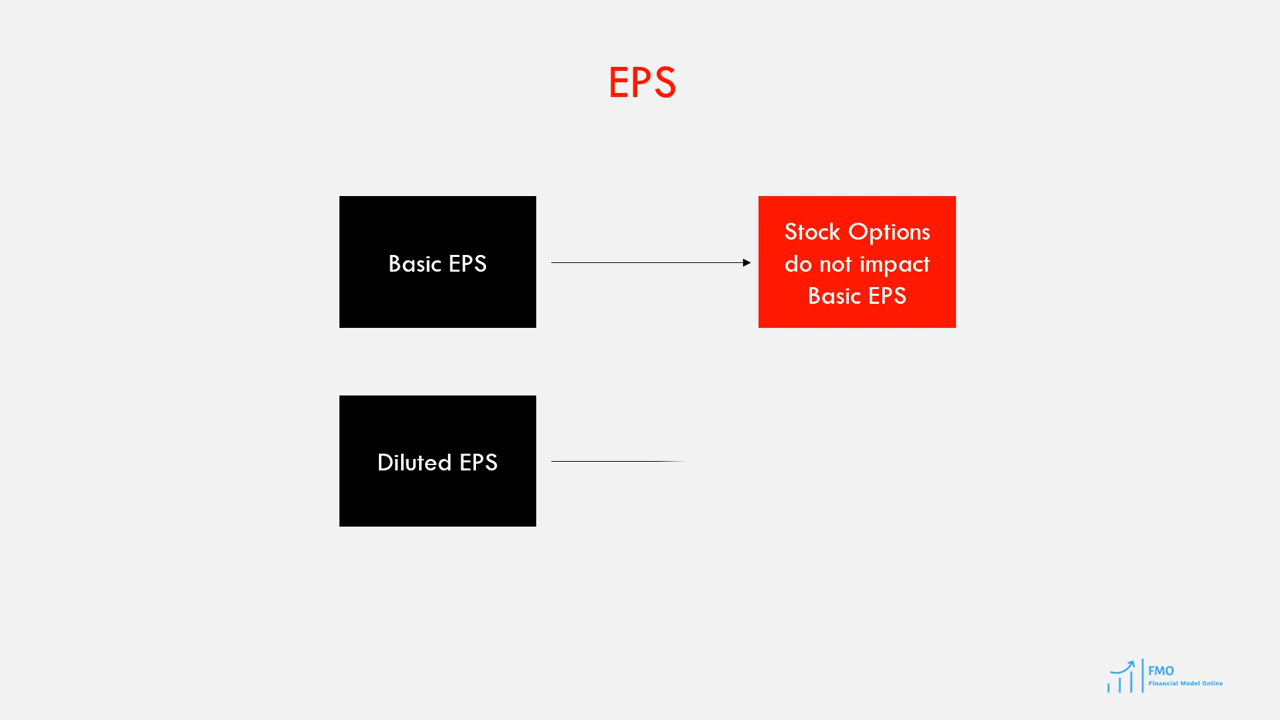 EPS
Basic EPS
Stock Options
do not impact
Basic EPS
Diluted EPS
FMO
Financial Model Online